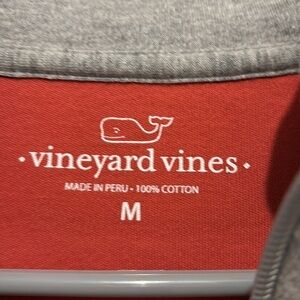 · vineyard vines ·
MADE IN PERU - 100% COTTON
M